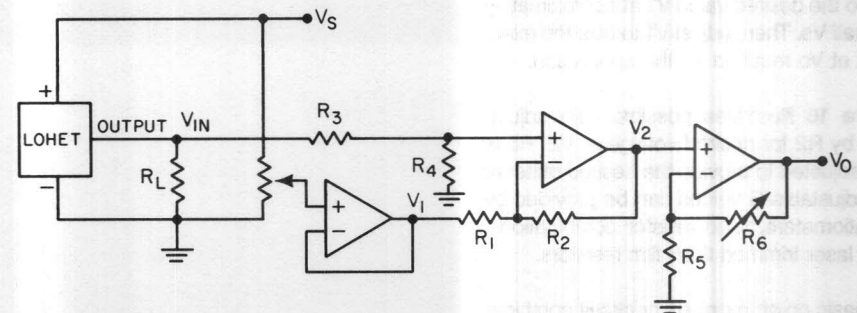 VS
+
LOHET
OUTPUT
VIN
−
RL
R3
R4
+
−
V1
R1
R2
+
−
V2
+
−
VO
R5
R6